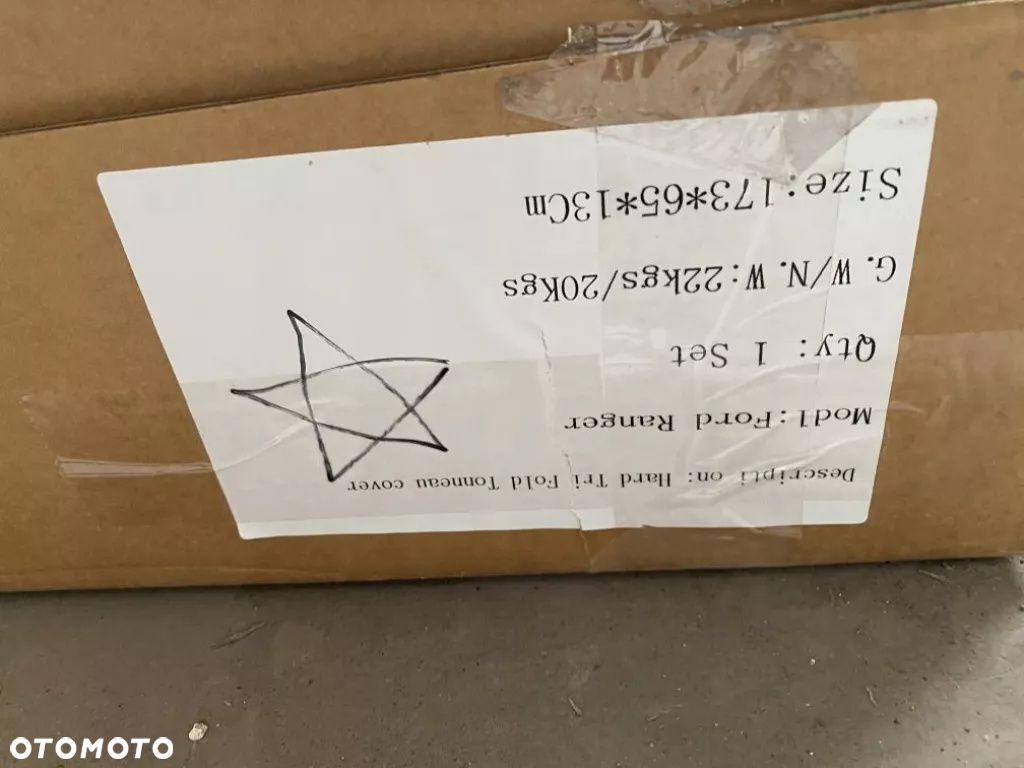 Descripti on: Hard Tri Fold Tonneau cover
Modl:Ford Ranger
Qty: 1 Set
G. W/N. W:22kgs/20Kgs
Size:173*65*13Cm
OTOMOTO